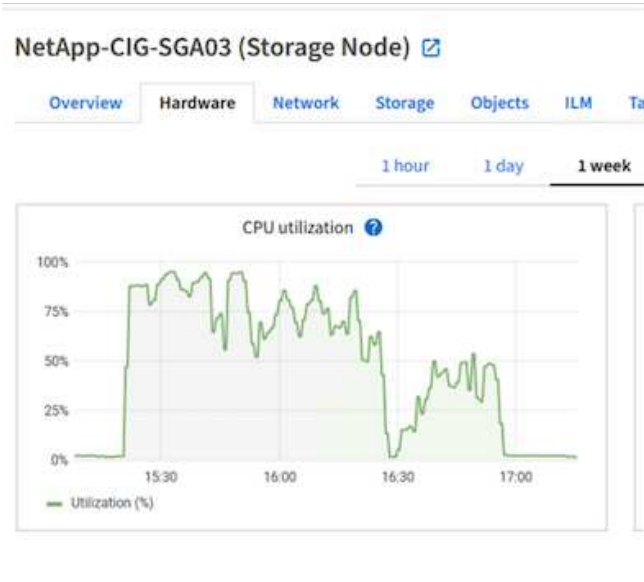 NetApp-CIG-SGA03 (Storage Node)
Overview Hardware Network Storage Objects ILM Ta
1 hour 1 day 1 week
CPU utilization ?
100%
75%
50%
25%
0%
15:30 16:00 16:30 17:00
Utilization (%)